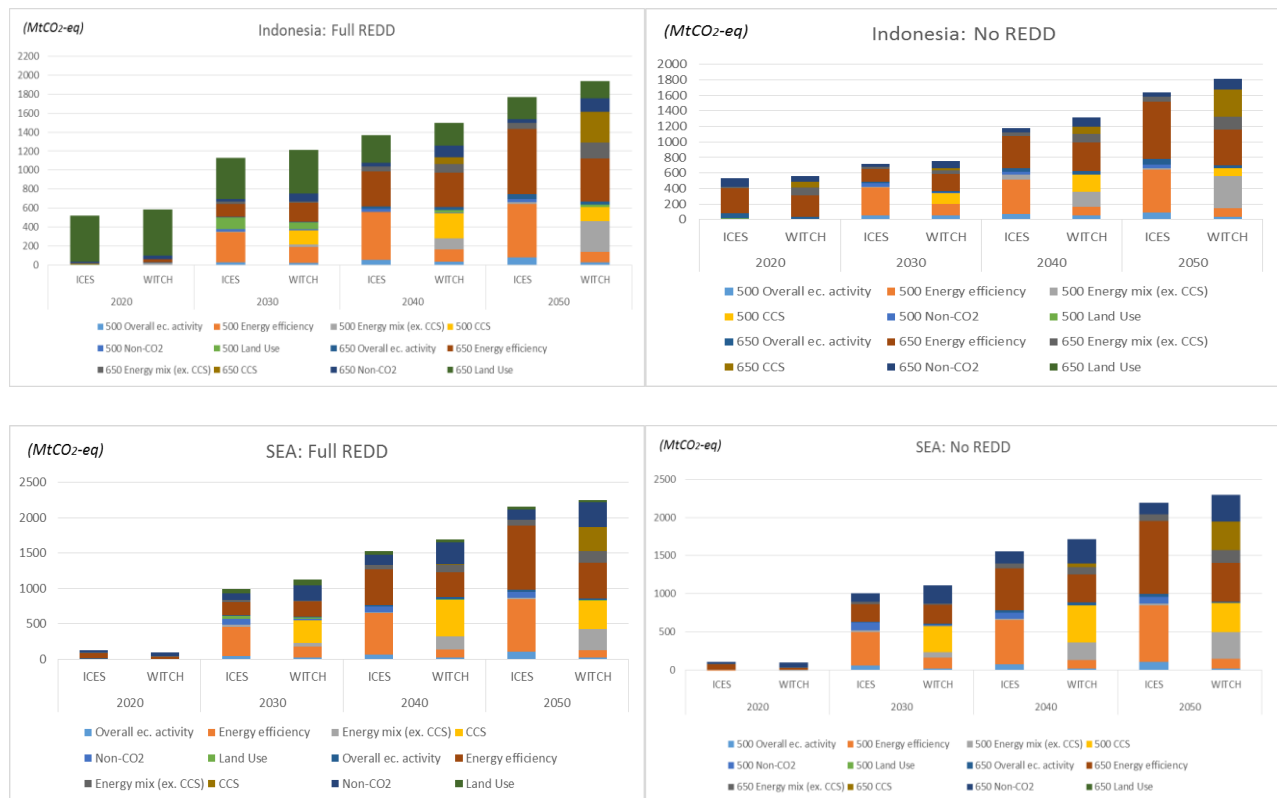 (MtCO2-eq)
Indonesia: Full REDD
2200
2000
1800
1600
1400
1200
1000
800
600
400
200
0
ICES WITCH ICES WITCH ICES WITCH ICES WITCH
2020 2030 2040 2050
500 Overall ec. activity 500 Energy efficiency 500 Energy mix (ex. CCS) 500 CCS
500 Non-CO2 500 Land Use 650 Overall ec. activity 650 Energy efficiency
650 Energy mix (ex. CCS) 650 CCS 650 Non-CO2 650 Land Use
(MtCO2-eq)
Indonesia: No REDD
2000
1800
1600
1400
1200
1000
800
600
400
200
0
ICES WITCH ICES WITCH ICES WITCH ICES WITCH
2020 2030 2040 2050
500 Overall ec. activity 500 Energy efficiency 500 Energy mix (ex. CCS)
500 CCS 500 Non-CO2 500 Land Use
650 Overall ec. activity 650 Energy efficiency 650 Energy mix (ex. CCS)
650 CCS 650 Non-CO2 650 Land Use
(MtCO2-eq)
SEA: Full REDD
2500
2000
1500
1000
500
0
ICES WITCH ICES WITCH ICES WITCH ICES WITCH
2020 2030 2040 2050
Overall ec. activity Energy efficiency Energy mix (ex. CCS) CCS
Non-CO2 Land Use Overall ec. activity Energy efficiency
Energy mix (ex. CCS) CCS Non-CO2 Land Use
(MtCO2-eq)
SEA: No REDD
2500
2000
1500
1000
500
0
ICES WITCH ICES WITCH ICES WITCH ICES WITCH
2020 2030 2040 2050
500 Overall ec. activity 500 Energy efficiency 500 Energy mix (ex. CCS) 500 CCS
500 Non-CO2 500 Land Use 650 Overall ec. activity 650 Energy efficiency
650 Energy mix (ex. CCS) 650 CCS 650 Non-CO2 650 Land Use